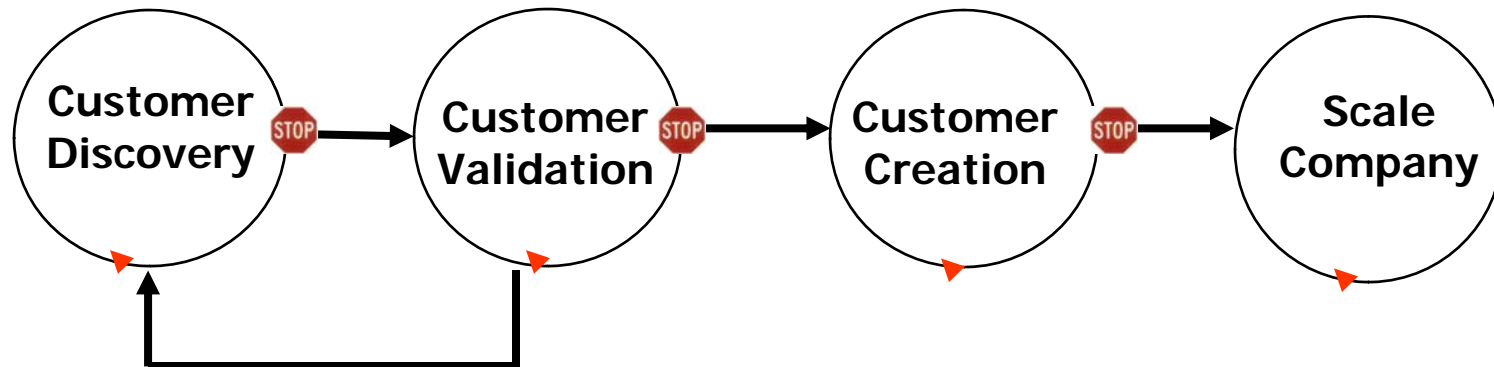 Customer
Discovery
STOP
Customer
Validation
STOP
Customer
Creation
STOP
Scale
Company